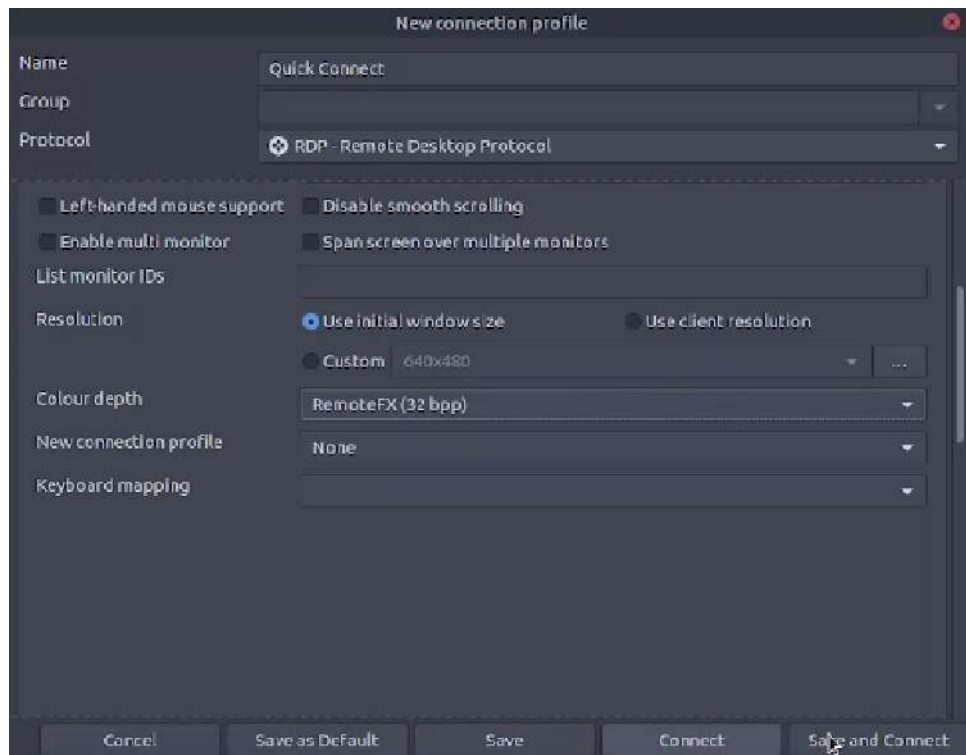 New connection profile
Name
Quick Connect
Group
Protocol
RDP - Remote Desktop Protocol
Left-handed mouse support
Disable smooth scrolling
Enable multi monitor
Span screen over multiple monitors
List monitor IDs
Resolution
Use initial window size
Use client resolution
Custom
640x480
...
Colour depth
RemoteFX (32 bpp)
New connection profile
None
Keyboard mapping
Cancel
Save as Default
Save
Connect
Save and Connect